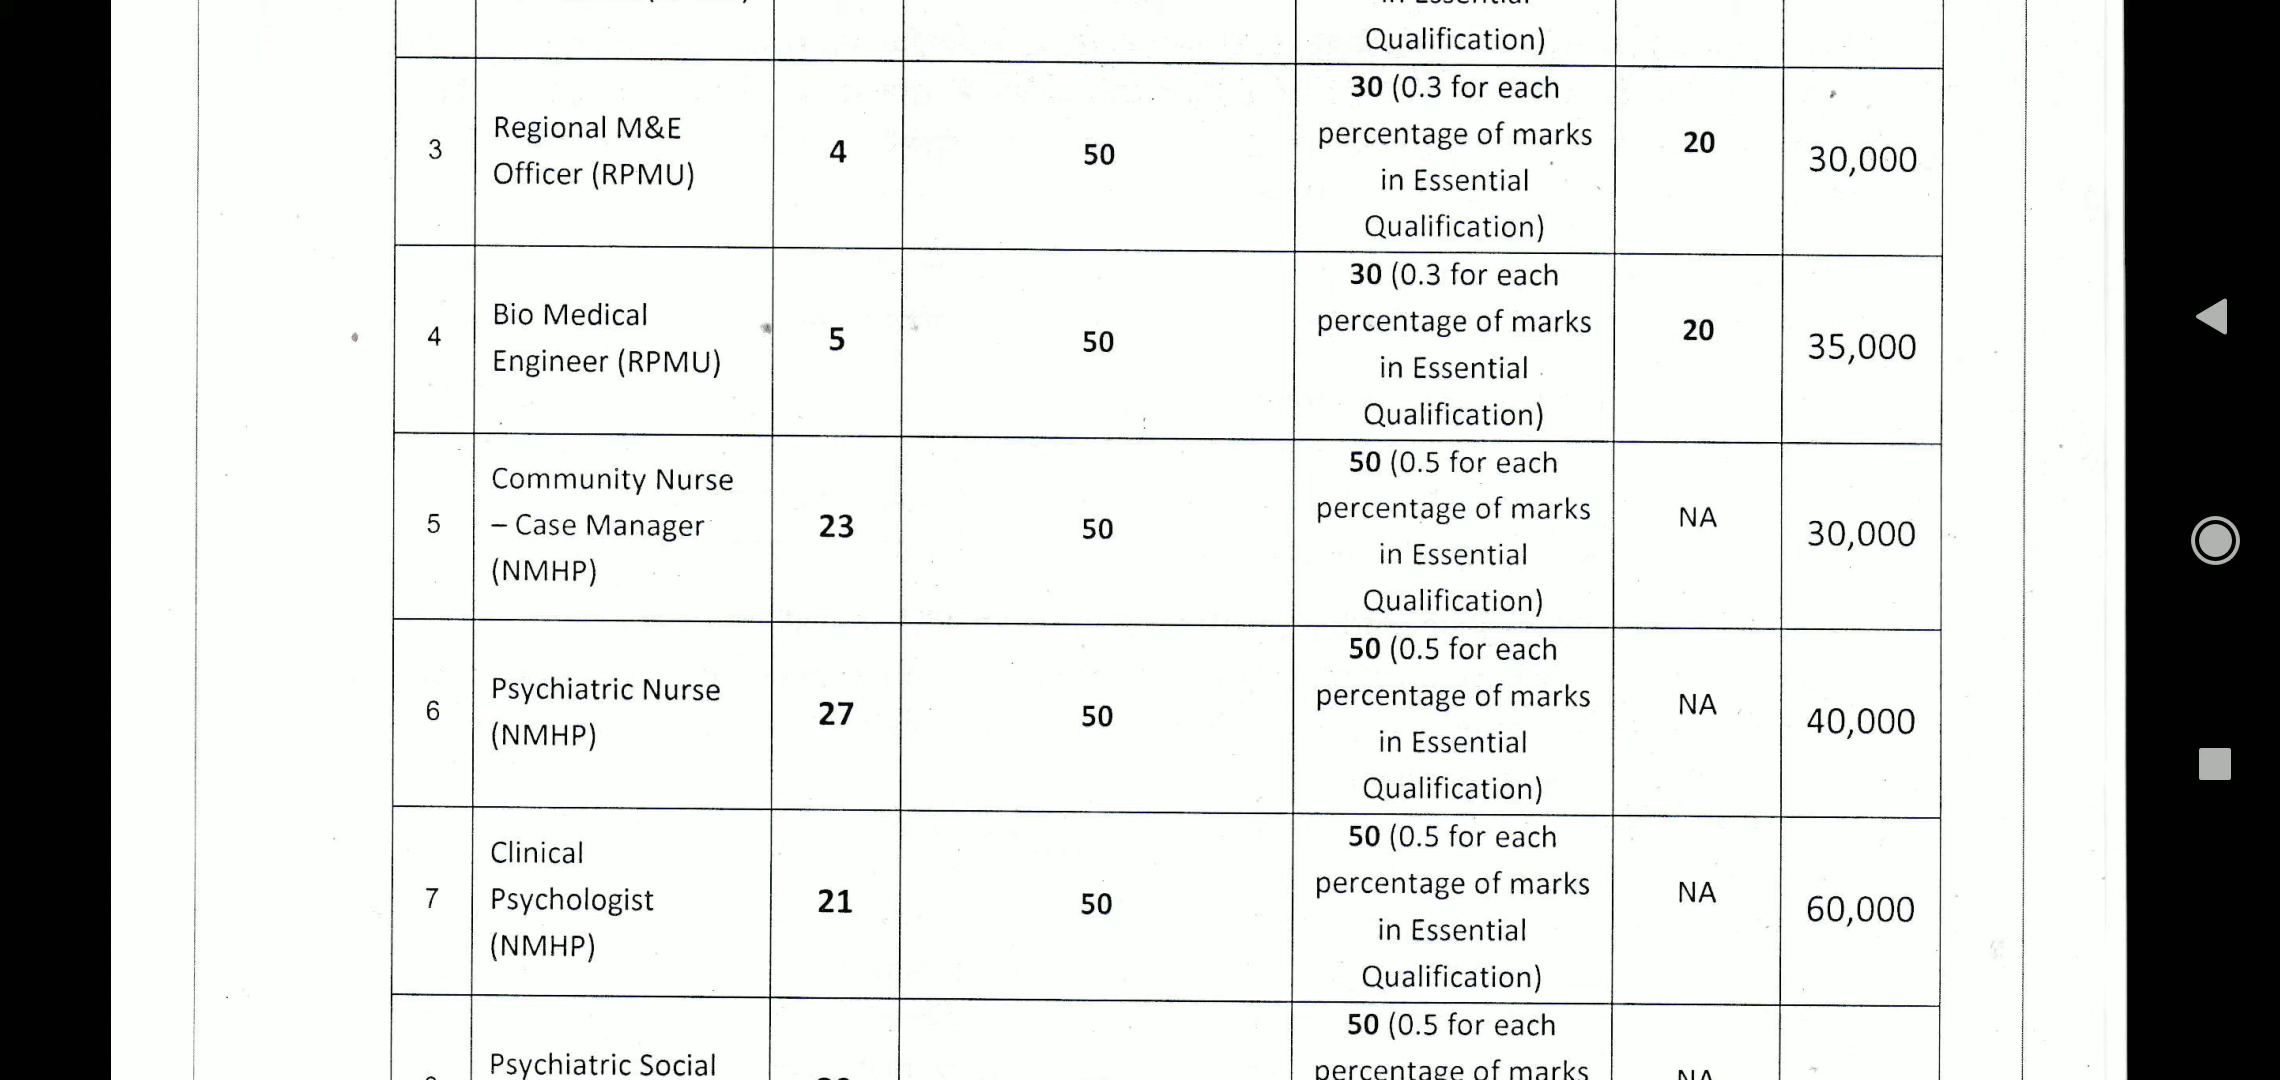 in Essential
Qualification)
3
Regional M&E
Officer (RPMU)
4
50
30 (0.3 for each
percentage of marks
in Essential
Qualification)
20
30,000
4
Bio Medical
Engineer (RPMU)
5
50
30 (0.3 for each
percentage of marks
in Essential
Qualification)
20
35,000
5
Community Nurse
– Case Manager
(NMHP)
23
50
50 (0.5 for each
percentage of marks
in Essential
Qualification)
NA
30,000
6
Psychiatric Nurse
(NMHP)
27
50
50 (0.5 for each
percentage of marks
in Essential
Qualification)
NA
40,000
7
Clinical
Psychologist
(NMHP)
21
50
50 (0.5 for each
percentage of marks
in Essential
Qualification)
NA
60,000
Psychiatric Social
50 (0.5 for each
percentage of marks
NA